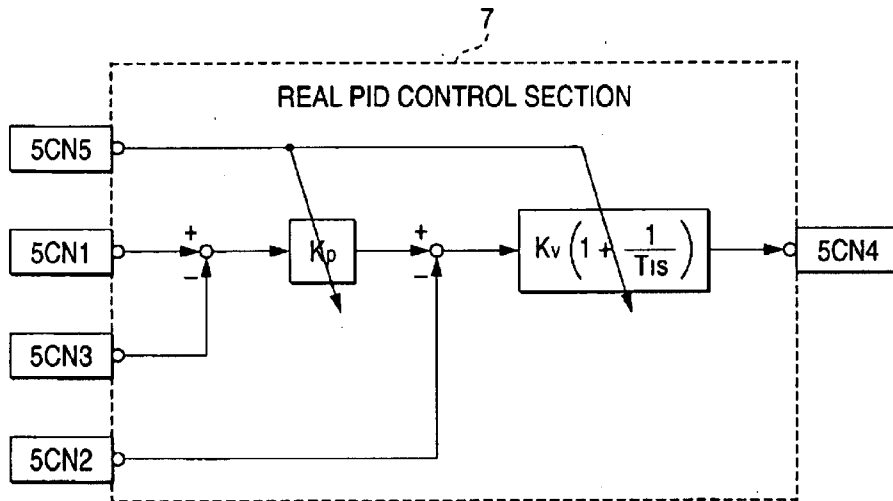 7
REAL PID CONTROL SECTION
5CN5
5CN1
+
−
Kp
+
−
Kv (1 + 1/TIS)
5CN4
5CN3
5CN2